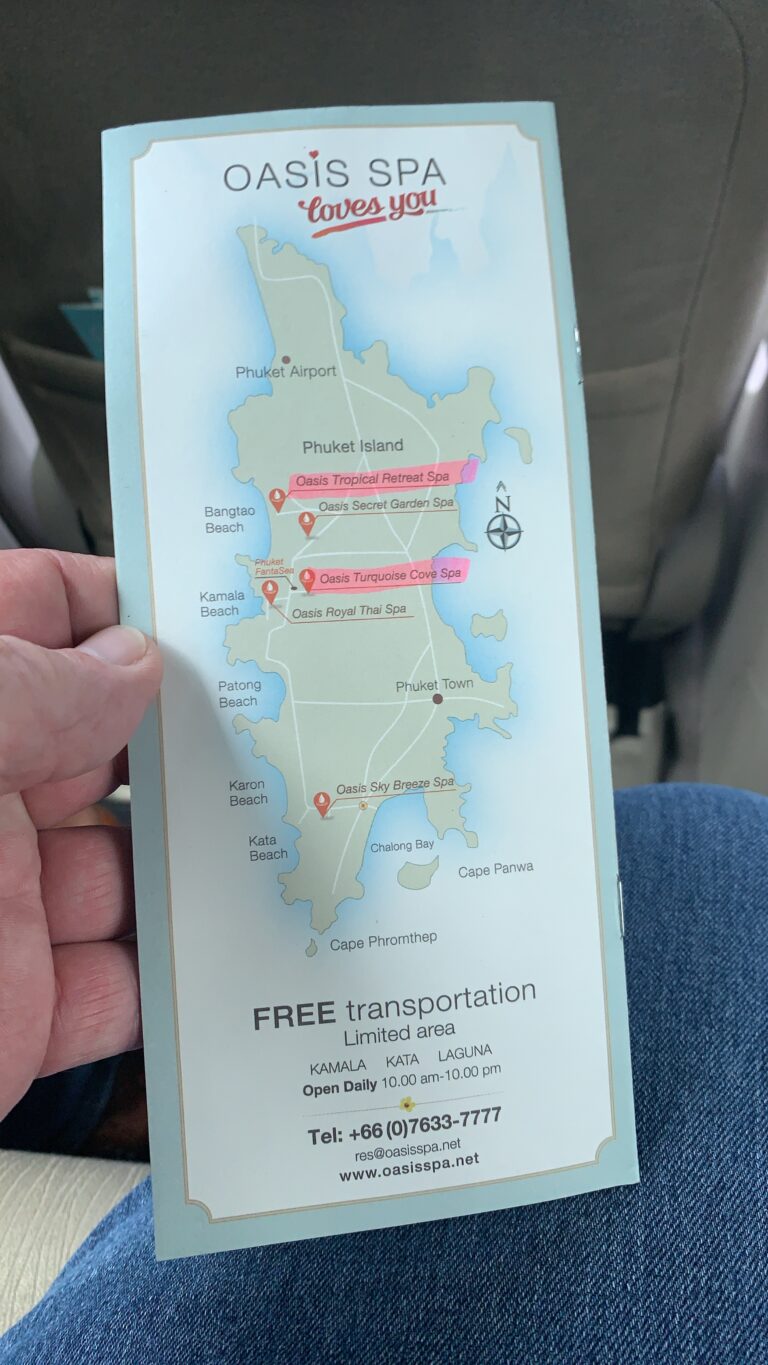 OASIS SPA
loves you
Phuket Airport
Phuket Island
Oasis Tropical Retreat Spa
Bangtao
Beach
Oasis Secret Garden Spa
N
Phuket
FantaSea
Oasis Turquoise Cove Spa
Kamala
Beach
Oasis Royal Thai Spa
Patong
Beach
Phuket Town
Karon
Beach
Oasis Sky Breeze Spa
Kata
Beach
Chalong Bay
Cape Panwa
Cape Phromthep
FREE transportation
Limited area
KAMALA KATA LAGUNA
Open Daily 10.00 am-10.00 pm
Tel: +66 (0)7633-7777
res@oasisspa.net
www.oasisspa.net